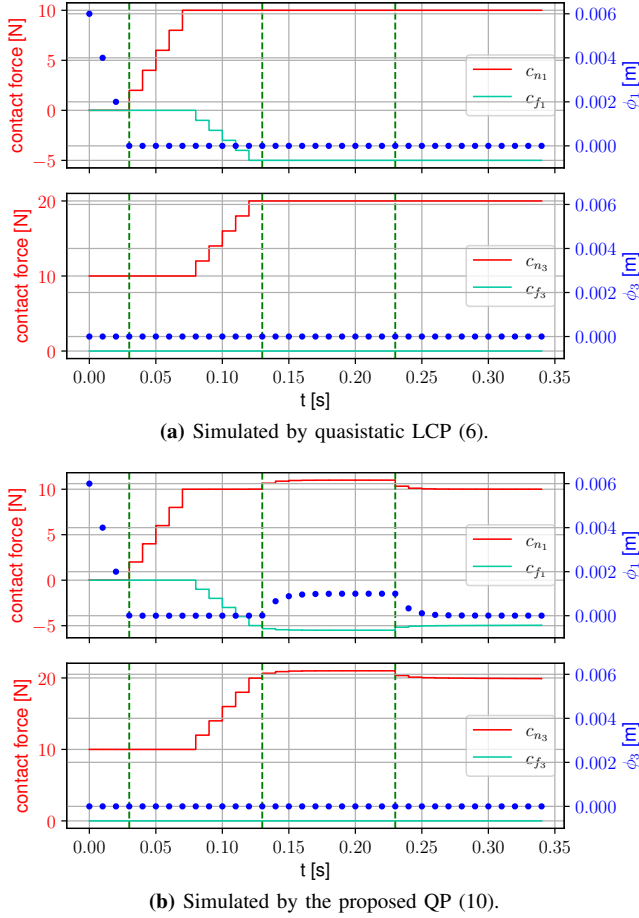 contact force [N]
10
5
0
−5
c_{n_1}
c_{f_1}
0.006
0.004
0.002
0.000
ϕ_1 [m]
contact force [N]
20
10
0
c_{n_3}
c_{f_3}
0.006
0.004
0.002
0.000
ϕ_3 [m]
0.00 0.05 0.10 0.15 0.20 0.25 0.30 0.35
t [s]
(a) Simulated by quasistatic LCP (6).
contact force [N]
10
5
0
−5
c_{n_1}
c_{f_1}
0.006
0.004
0.002
0.000
ϕ_1 [m]
contact force [N]
20
10
0
c_{n_3}
c_{f_3}
0.006
0.004
0.002
0.000
ϕ_3 [m]
0.00 0.05 0.10 0.15 0.20 0.25 0.30 0.35
t [s]
(b) Simulated by the proposed QP (10).